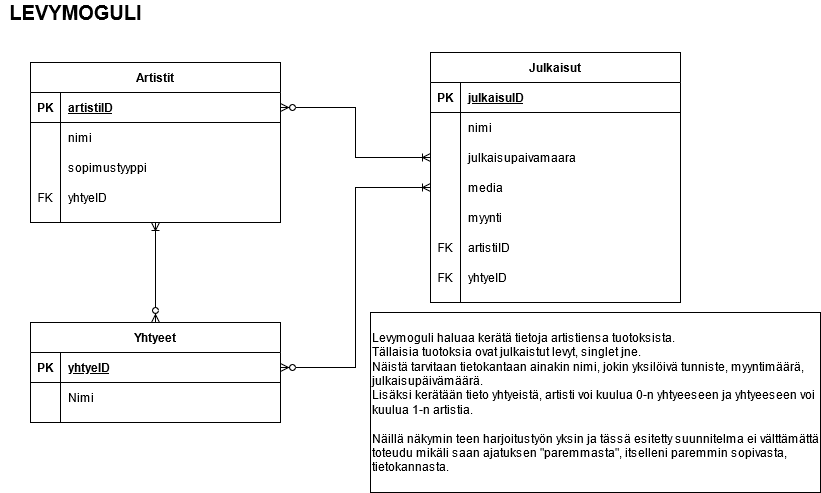 LEVYMOGULI
Artistit
PK artistiID
nimi
sopimustyyppi
FK yhtyeID
Julkaisut
PK julkaisuID
nimi
julkaisupaivamaara
media
myynti
FK artistiID
FK yhtyeID
Yhtyeet
PK yhtyeID
Nimi
Levymoguli haluaa kerätä tietoja artistiensa tuotoksista.
Tällaisia tuotoksia ovat julkaistut levyt, singlet jne.
Näistä tarvitaan tietokantaan ainakin nimi, jokin yksilöivä tunniste, myyntimäärä,
julkaisupäivämäärä.
Lisäksi kerätään tieto yhtyeistä, artisti voi kuulua 0-n yhtyeeseen ja yhtyeeseen voi
kuulua 1-n artistia.
Näillä näkymin teen harjoitustyön yksin ja tässä esitetty suunnitelma ei välttämättä
toteudu mikäli saan ajatuksen "paremmasta", itselleni paremmin sopivasta,
tietokannasta.